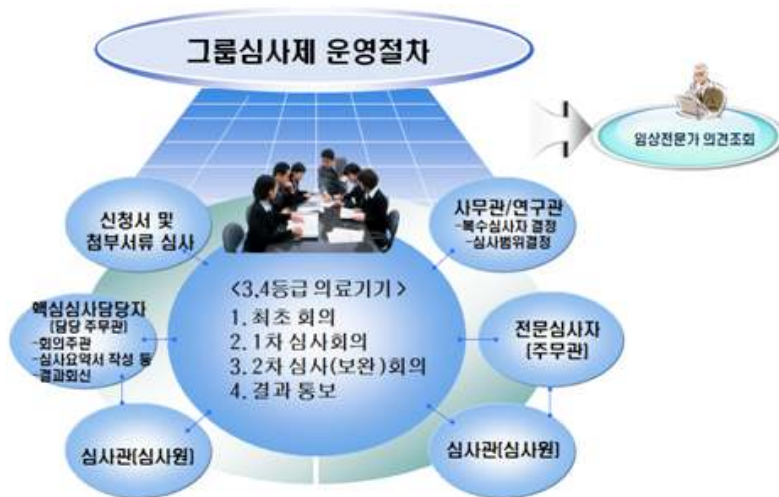 그룹심사제 운영절차
임상전문가 의견조회
신청서 및
첨부서류 심사
사무관/연구관
-복수심사자 결정
-심사범위결정
<3.4등급 의료기기 >
1. 최초 회의
2. 1차 심사회의
3. 2차 심사(보완)회의
4. 결과 통보
핵심심사담당자
(담당 주무관)
-회의주관
-심사요약서 작성 등
-결과회신
전문심사자
(주무관)
심사관(심사원)
심사관(심사원)